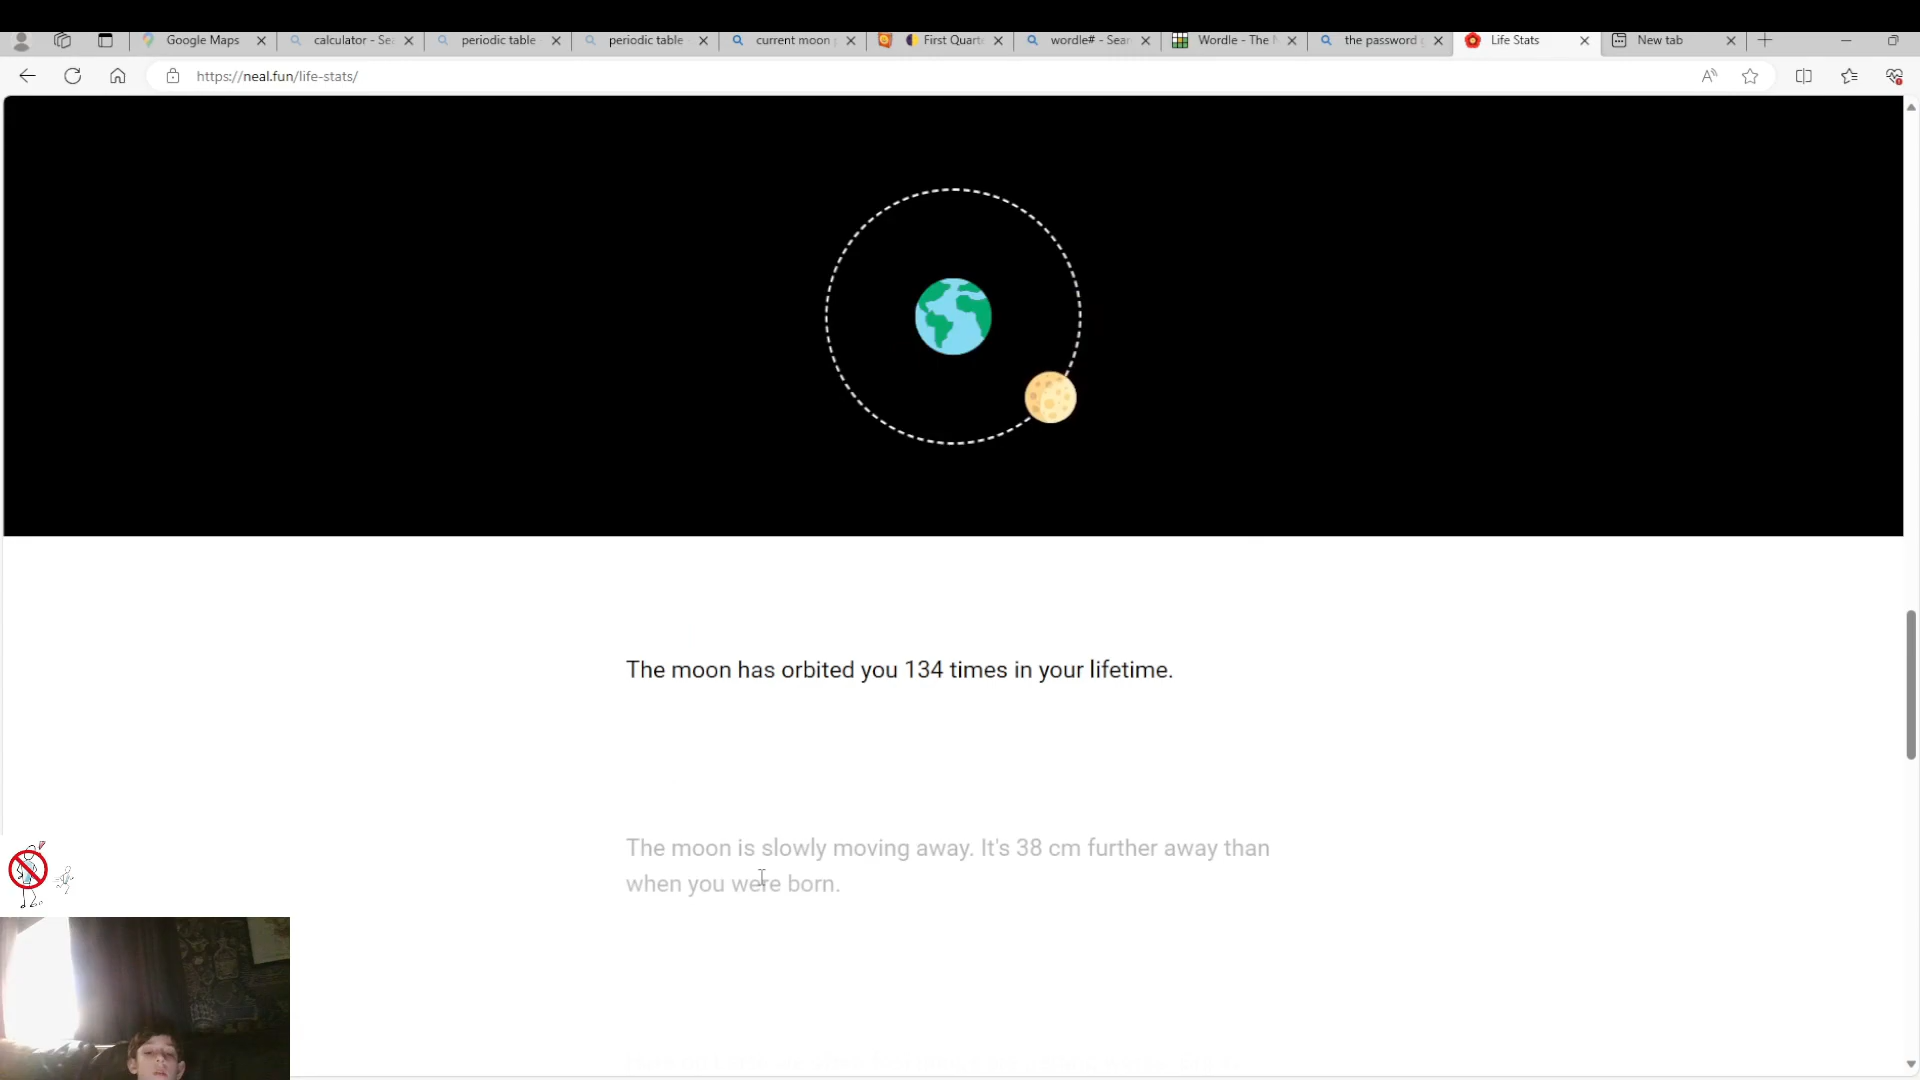 Google Maps
calculator - Se
periodic table
periodic table
current moon
First Quart
wordle# - Sear
Wordle - The
the password
Life Stats
New tab
https://neal.fun/life-stats/
The moon has orbited you 134 times in your lifetime.
The moon is slowly moving away. It's 38 cm further away than
when you were born.